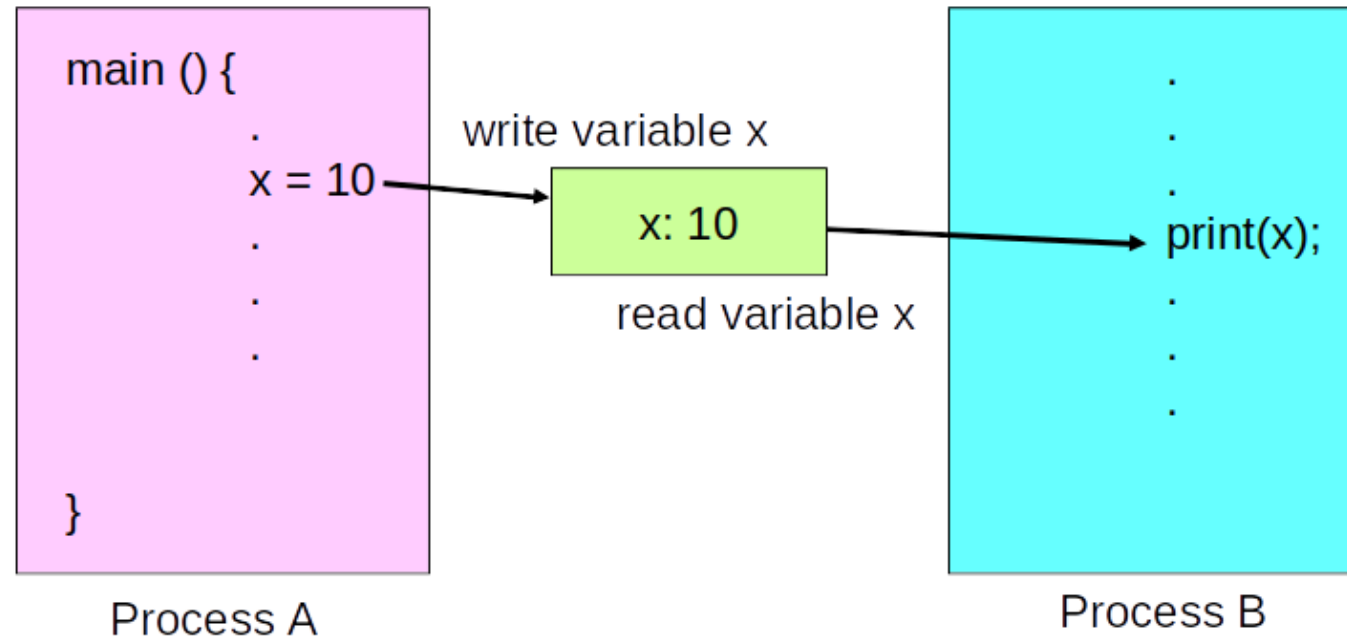 main () {
.
x = 10
.
.
.
}
Process A
write variable x
x: 10
read variable x
.
.
.
print(x);
.
.
.
Process B